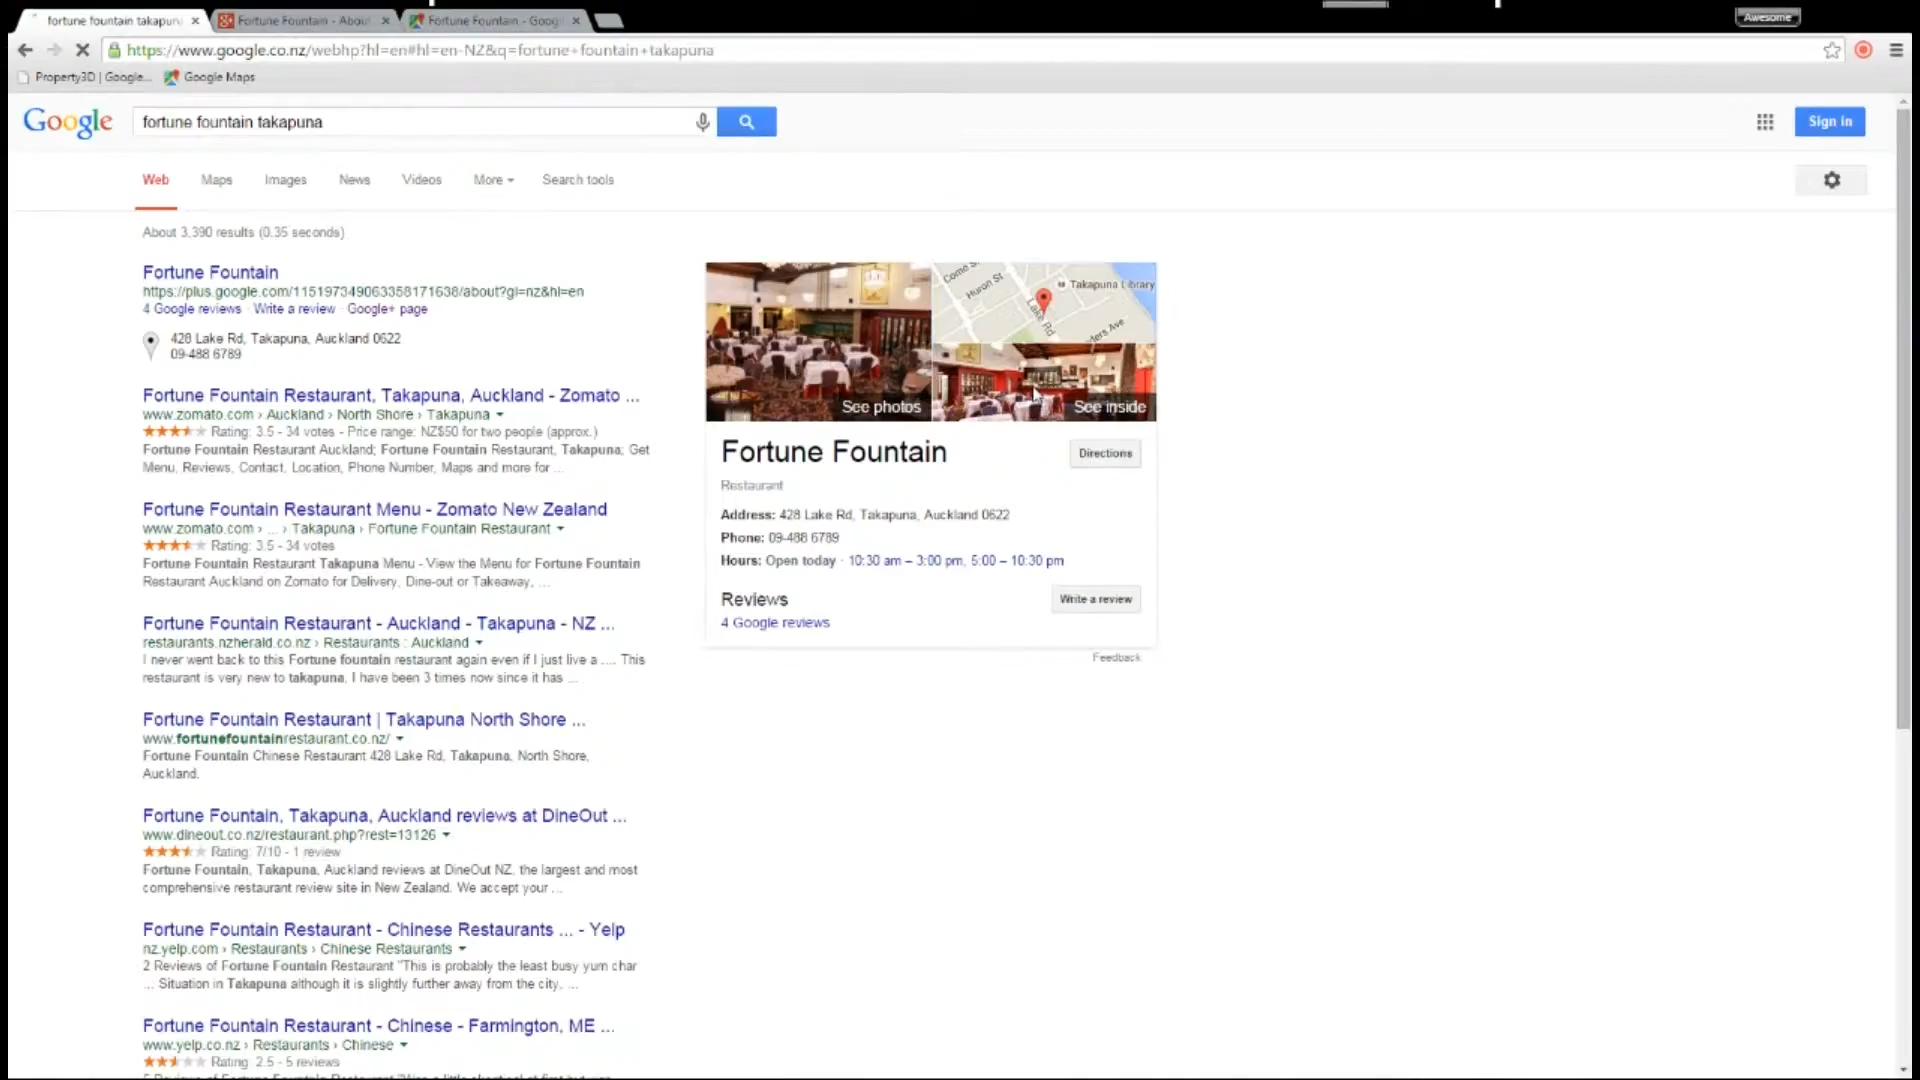 fortune fountain takapuna
Fortune Fountain - About
Fortune Fountain - Googl
Awesome
https://www.google.co.nz/webhp?hl=en#hl=en-NZ&q=fortune+fountain+takapuna
Property3D | Google...
Google Maps
Google
fortune fountain takapuna
Sign in
Web
Maps
Images
News
Videos
More
Search tools
About 3,390 results (0.35 seconds)
Fortune Fountain
https://plus.google.com/115197349063358171638/about?gl=nz&hl=en
4 Google reviews · Write a review · Google+ page
428 Lake Rd, Takapuna, Auckland 0622
09-488 6789
Fortune Fountain Restaurant, Takapuna, Auckland - Zomato ...
www.zomato.com › Auckland › North Shore › Takapuna
Rating: 3.5 - 34 votes - Price range: NZ$50 for two people (approx.)
Fortune Fountain Restaurant Auckland; Fortune Fountain Restaurant, Takapuna; Get
Menu, Reviews, Contact, Location, Phone Number, Maps and more for ...
Fortune Fountain Restaurant Menu - Zomato New Zealand
www.zomato.com › ... › Takapuna › Fortune Fountain Restaurant
Rating: 3.5 - 34 votes
Fortune Fountain Restaurant Takapuna Menu - View the Menu for Fortune Fountain
Restaurant Auckland on Zomato for Delivery, Dine-out or Takeaway, ...
Fortune Fountain Restaurant - Auckland - Takapuna - NZ ...
restaurants.nzherald.co.nz › Restaurants : Auckland
I never went back to this Fortune fountain restaurant again even if I just live a .... This
restaurant is very new to takapuna, I have been 3 times now since it has ...
Fortune Fountain Restaurant | Takapuna North Shore ...
www.fortunefountainrestaurant.co.nz/
Fortune Fountain Chinese Restaurant 428 Lake Rd, Takapuna, North Shore,
Auckland.
Fortune Fountain, Takapuna, Auckland reviews at DineOut ...
www.dineout.co.nz/restaurant.php?rest=13126
Rating: 7/10 - 1 review
Fortune Fountain, Takapuna, Auckland reviews at DineOut NZ, the largest and most
comprehensive restaurant review site in New Zealand. We accept your ...
Fortune Fountain Restaurant - Chinese Restaurants ... - Yelp
nz.yelp.com › Restaurants › Chinese Restaurants
2 Reviews of Fortune Fountain Restaurant "This is probably the least busy yum char
... Situation in Takapuna although it is slightly further away from the city, ...
Fortune Fountain Restaurant - Chinese - Farmington, ME ...
www.yelp.co.nz › Restaurants › Chinese
Rating: 2.5 - 5 reviews
Huron St
Takapuna Library
Lake Rd
ders Ave
See photos
See inside
Fortune Fountain
Directions
Restaurant
Address: 428 Lake Rd, Takapuna, Auckland 0622
Phone: 09-488 6789
Hours: Open today · 10:30 am – 3:00 pm, 5:00 – 10:30 pm
Reviews
Write a review
4 Google reviews
Feedback